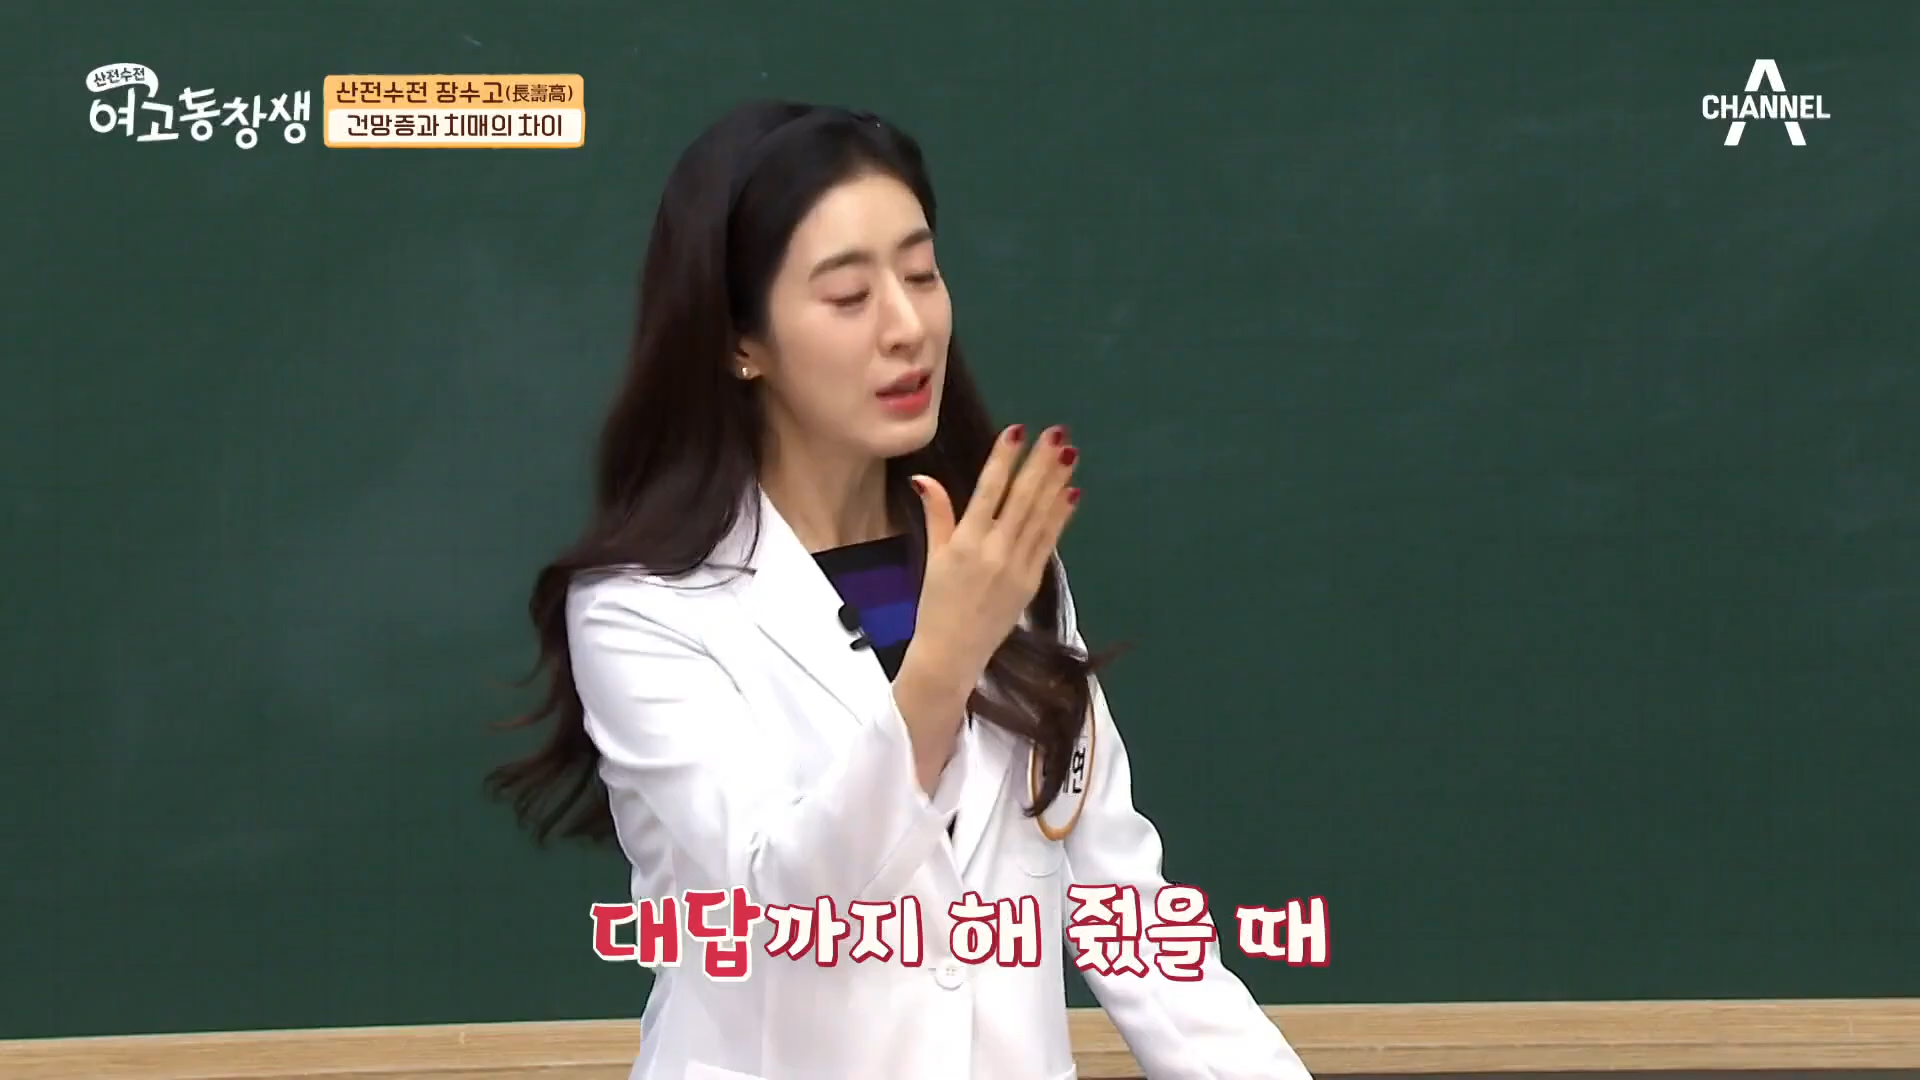 산전수전
여고동창생
산전수전 장수고(長壽高)
건망증과 치매의 차이
CHANNEL A
연
대답까지 해 줬을 때